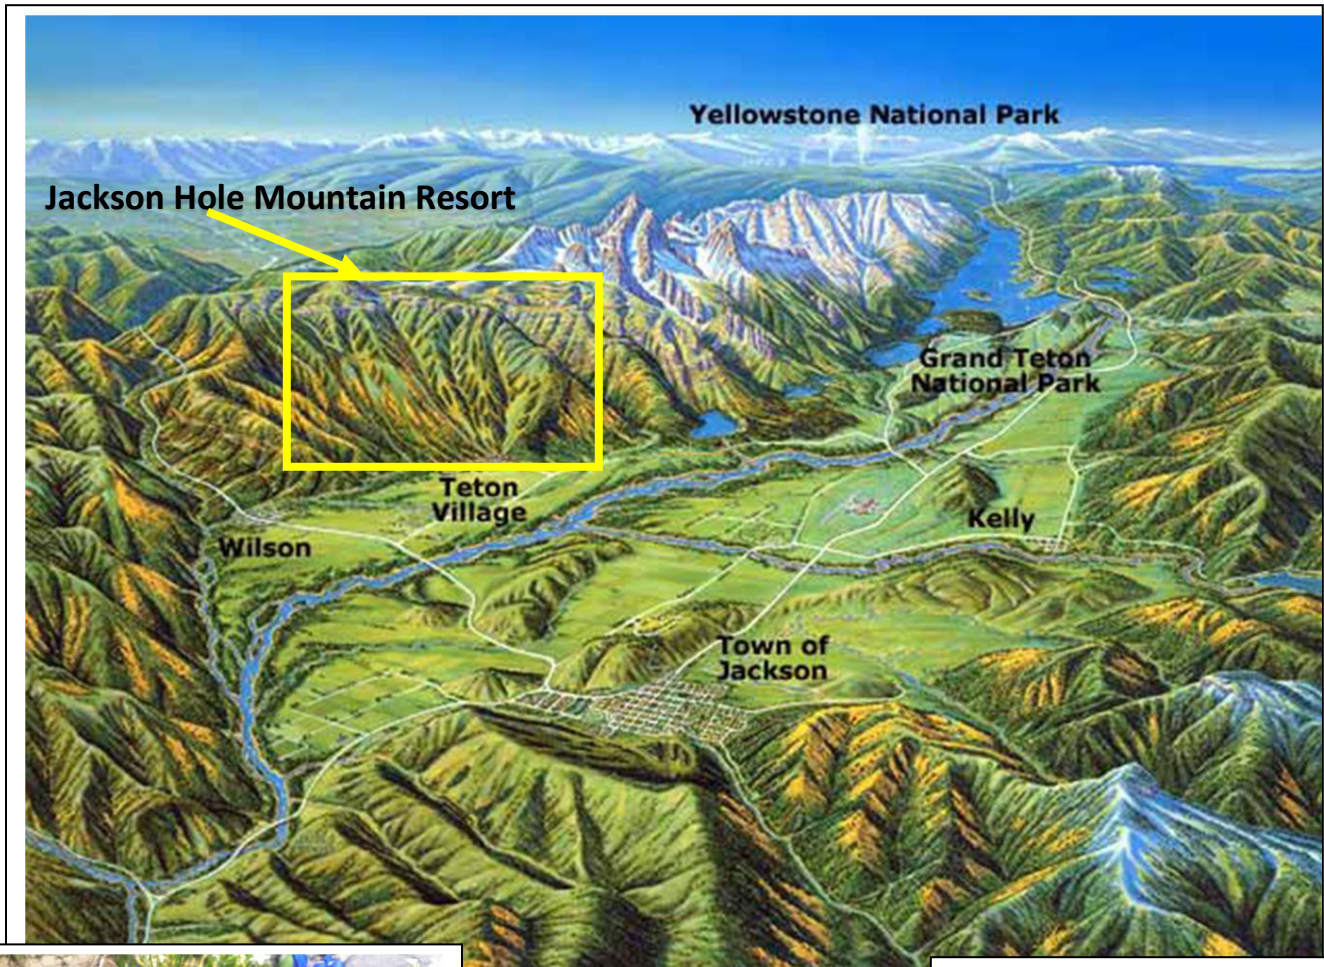 Yellowstone National Park
Jackson Hole Mountain Resort
Grand Teton
National Park
Teton
Village
Kelly
Wilson
Town of
Jackson